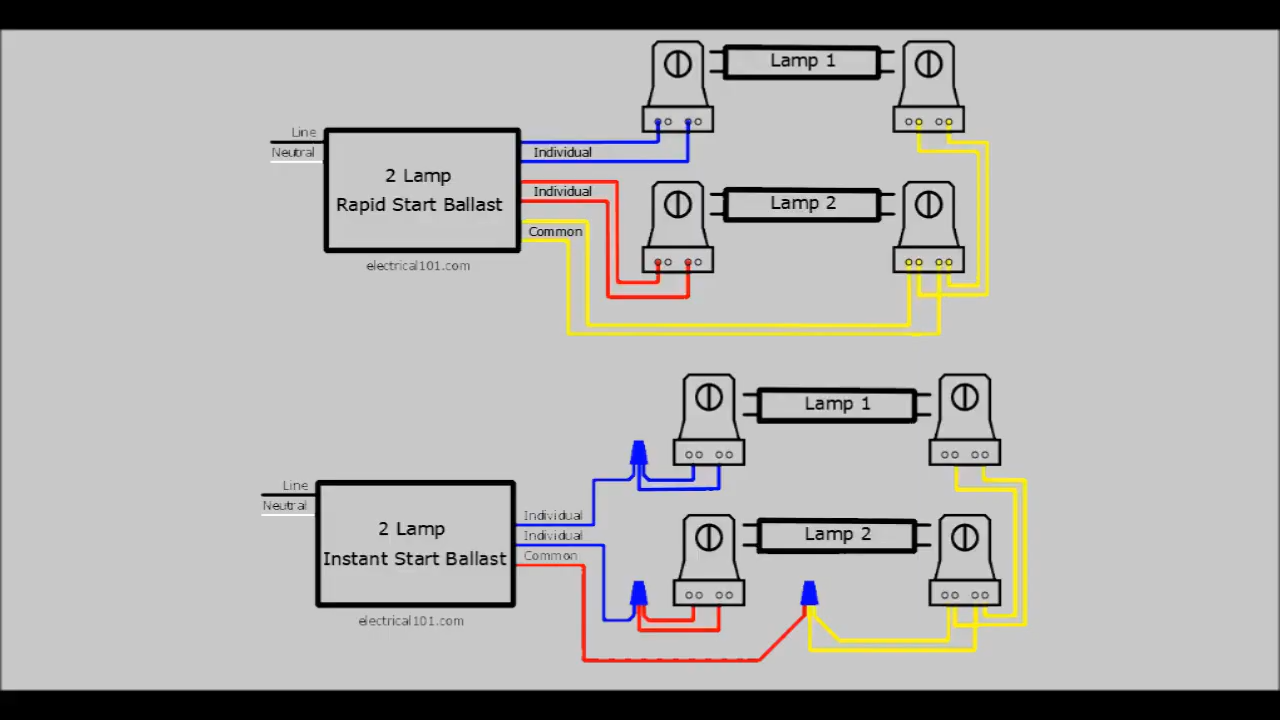 Lamp 1
Line
Neutral
Individual
2 Lamp
Rapid Start Ballast
Individual
Lamp 2
Common
electrical101.com
Lamp 1
Line
Neutral
Individual
2 Lamp
Instant Start Ballast
Individual
Lamp 2
Common
electrical101.com